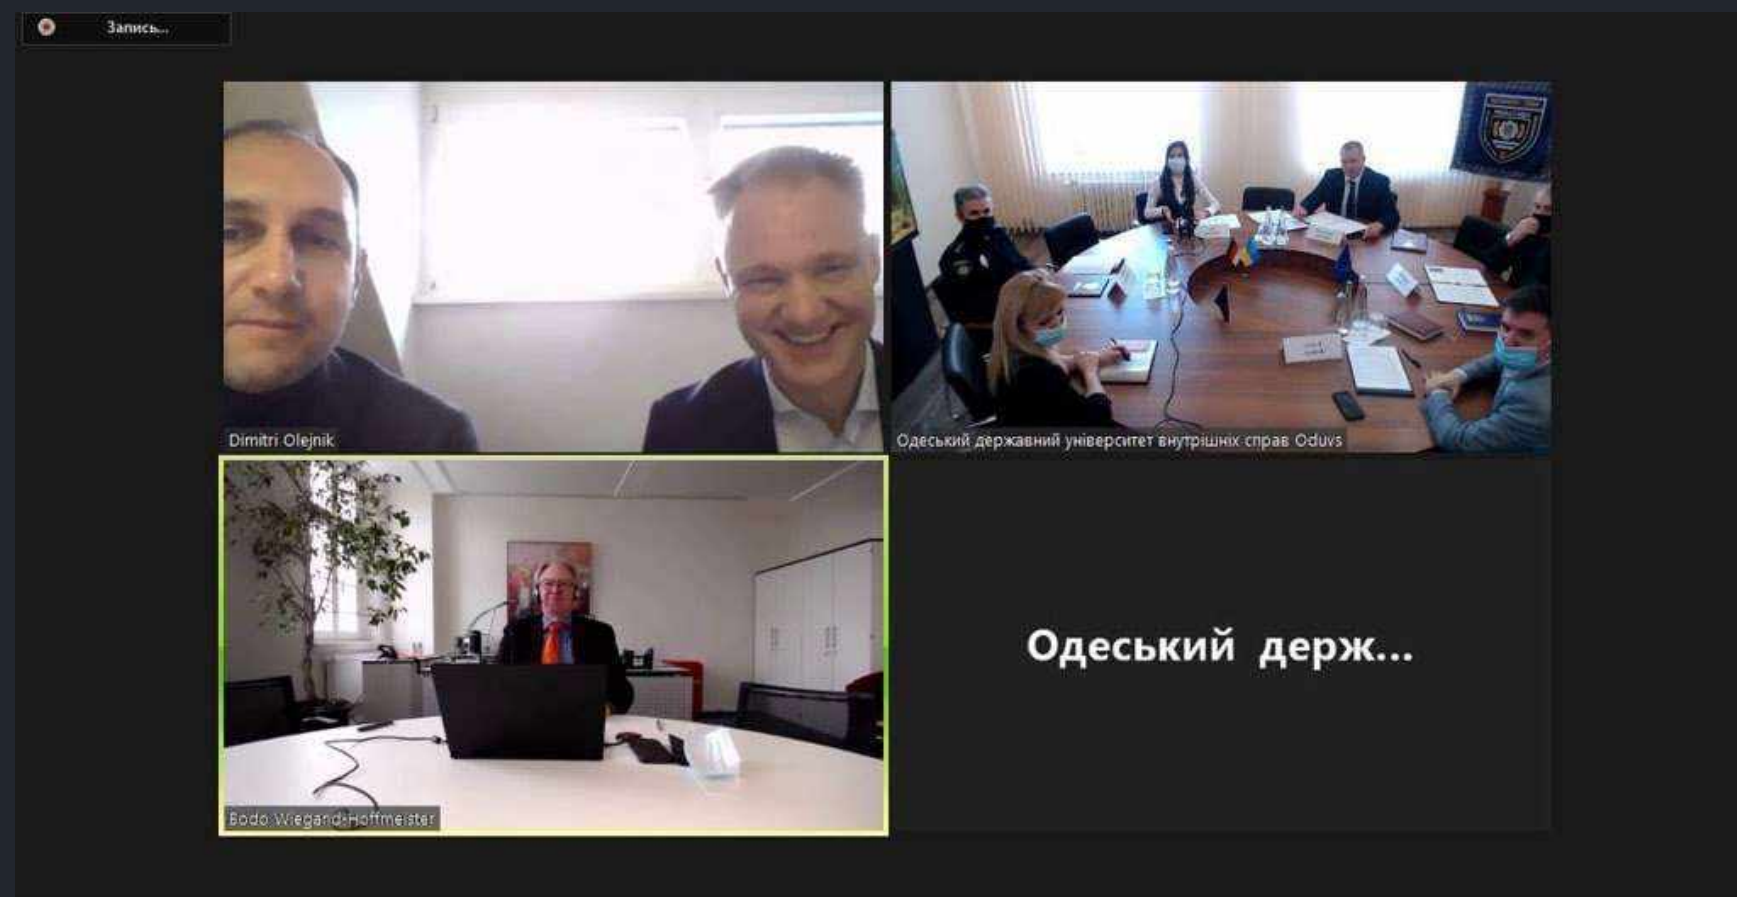 Запись...
Dimitri Olejnik
Одеський державний університет внутрішніх справ Oduvs
Bodo Wiegand-Hoffmeister
Одеський держ...